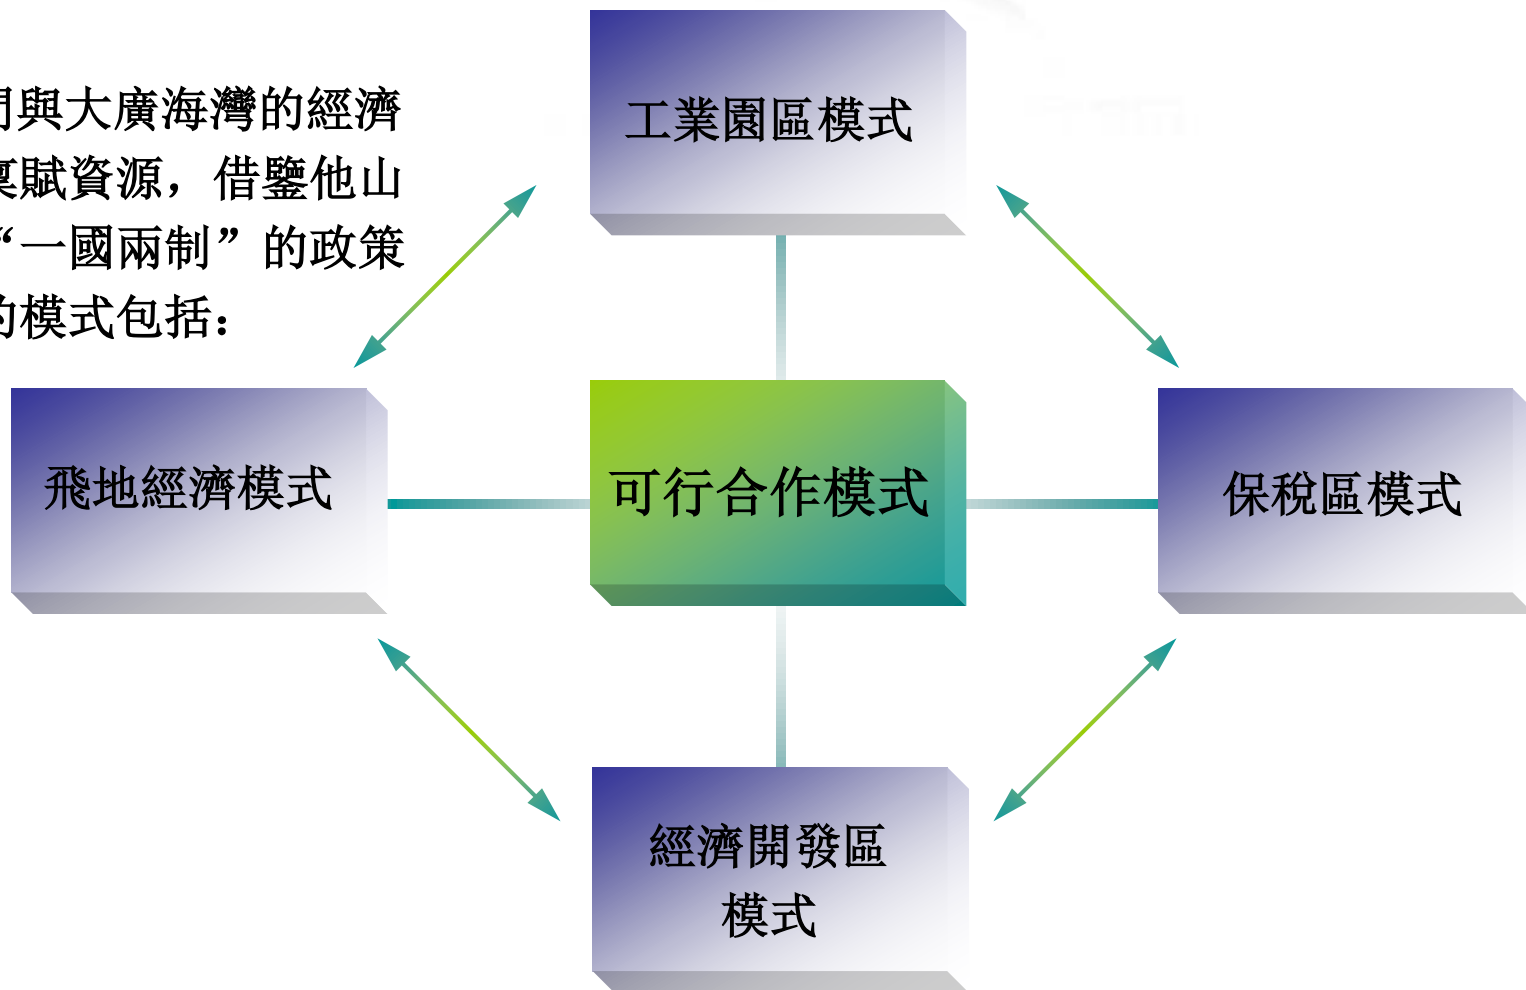 門與大廣海灣的經濟
稟賦資源，借鑒他山
“一國兩制”的政策
的模式包括：
工業園區模式
飛地經濟模式
可行合作模式
保稅區模式
經濟開發區
模式